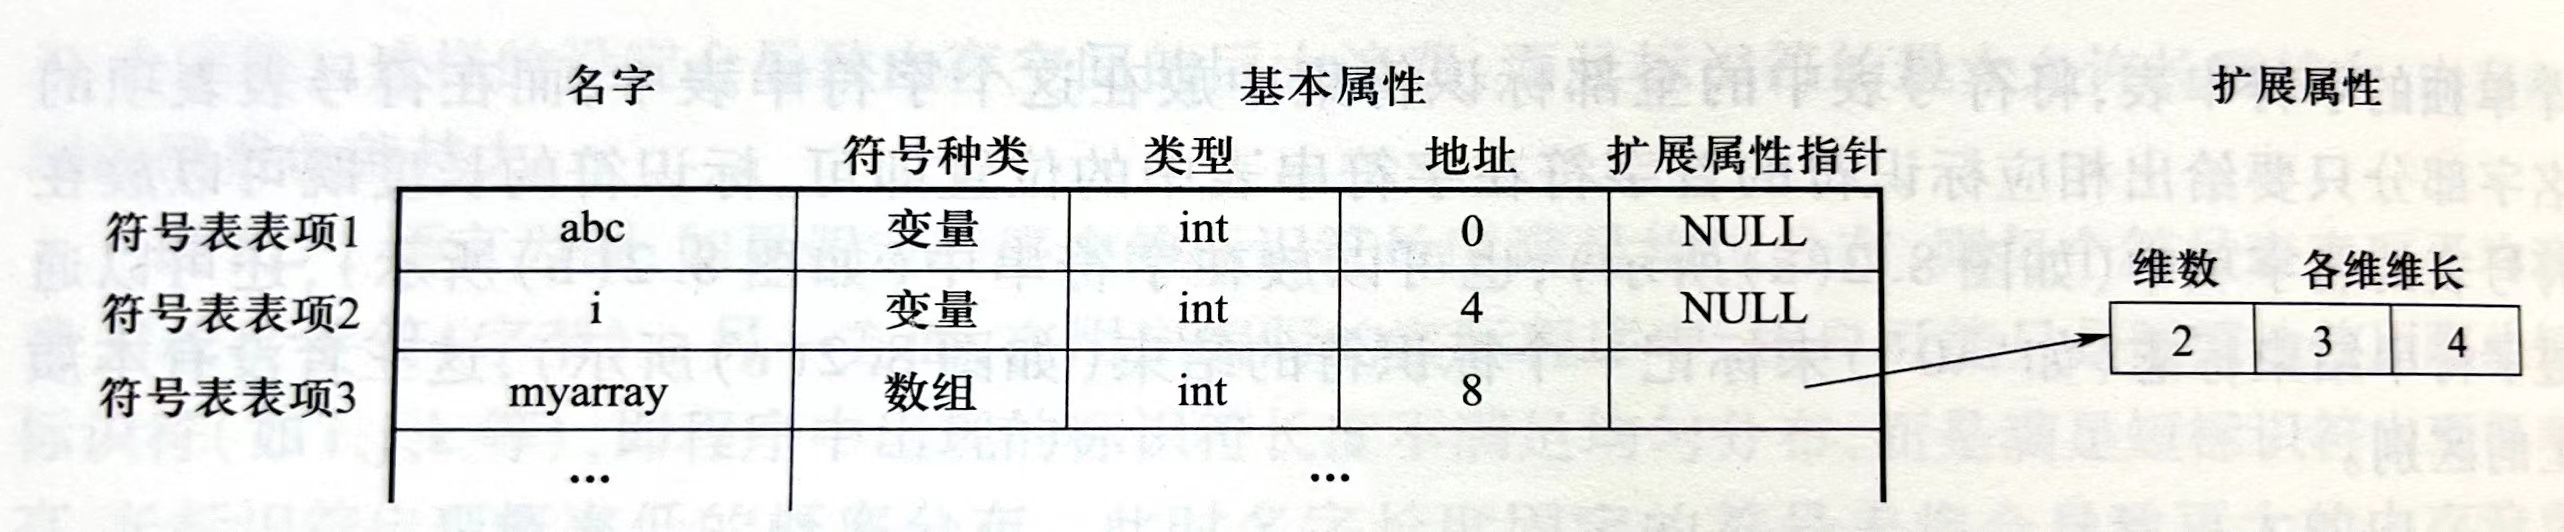 名字 基本属性 扩展属性
符号种类 类型 地址 扩展属性指针
符号表表项1 abc 变量 int 0 NULL
维数 各维维长
符号表表项2 i 变量 int 4 NULL
2 3 4
符号表表项3 myarray 数组 int 8
... ...